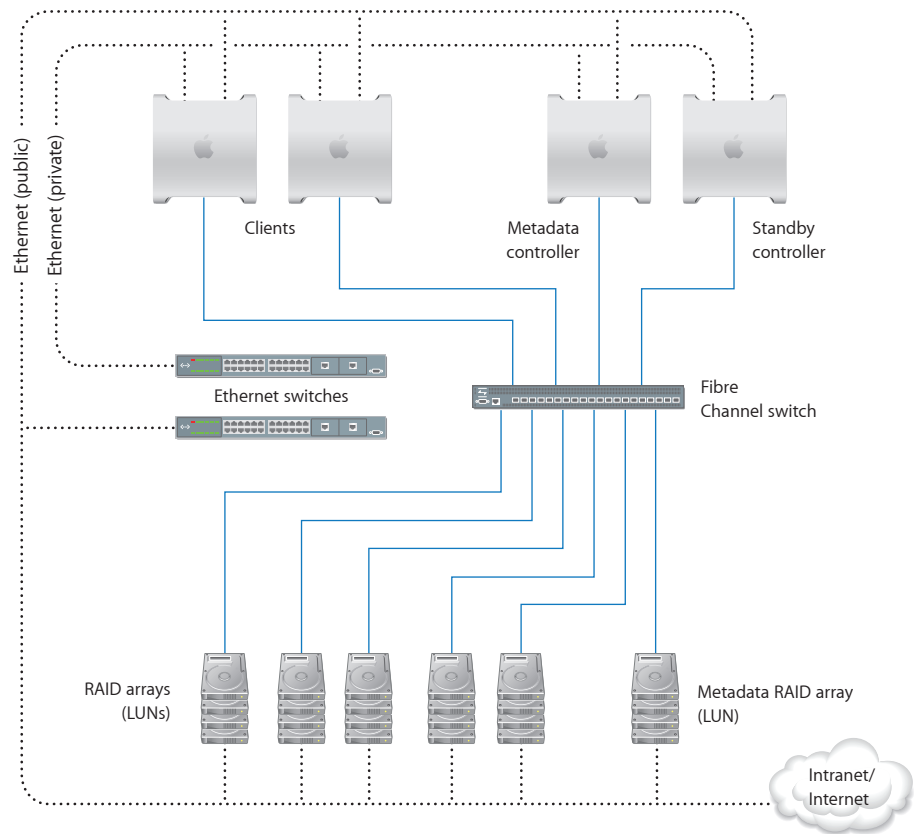 Ethernet (public)
Ethernet (private)
Clients
Metadata
controller
Standby
controller
Ethernet switches
Fibre
Channel switch
RAID arrays
(LUNs)
Metadata RAID array
(LUN)
Intranet/
Internet